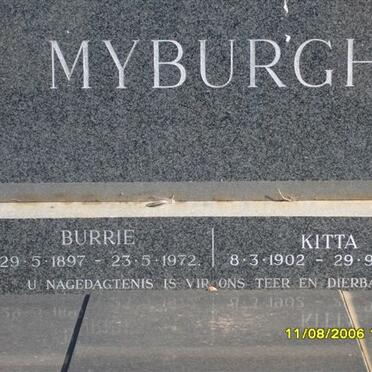 MYBURGH
BURRIE KITTA
29·5·1897 - 23·5·1972. 8·3·1902 - 29·9
U NAGEDAGTENIS IS VIR ONS TEER EN DIERBA
11/08/2006